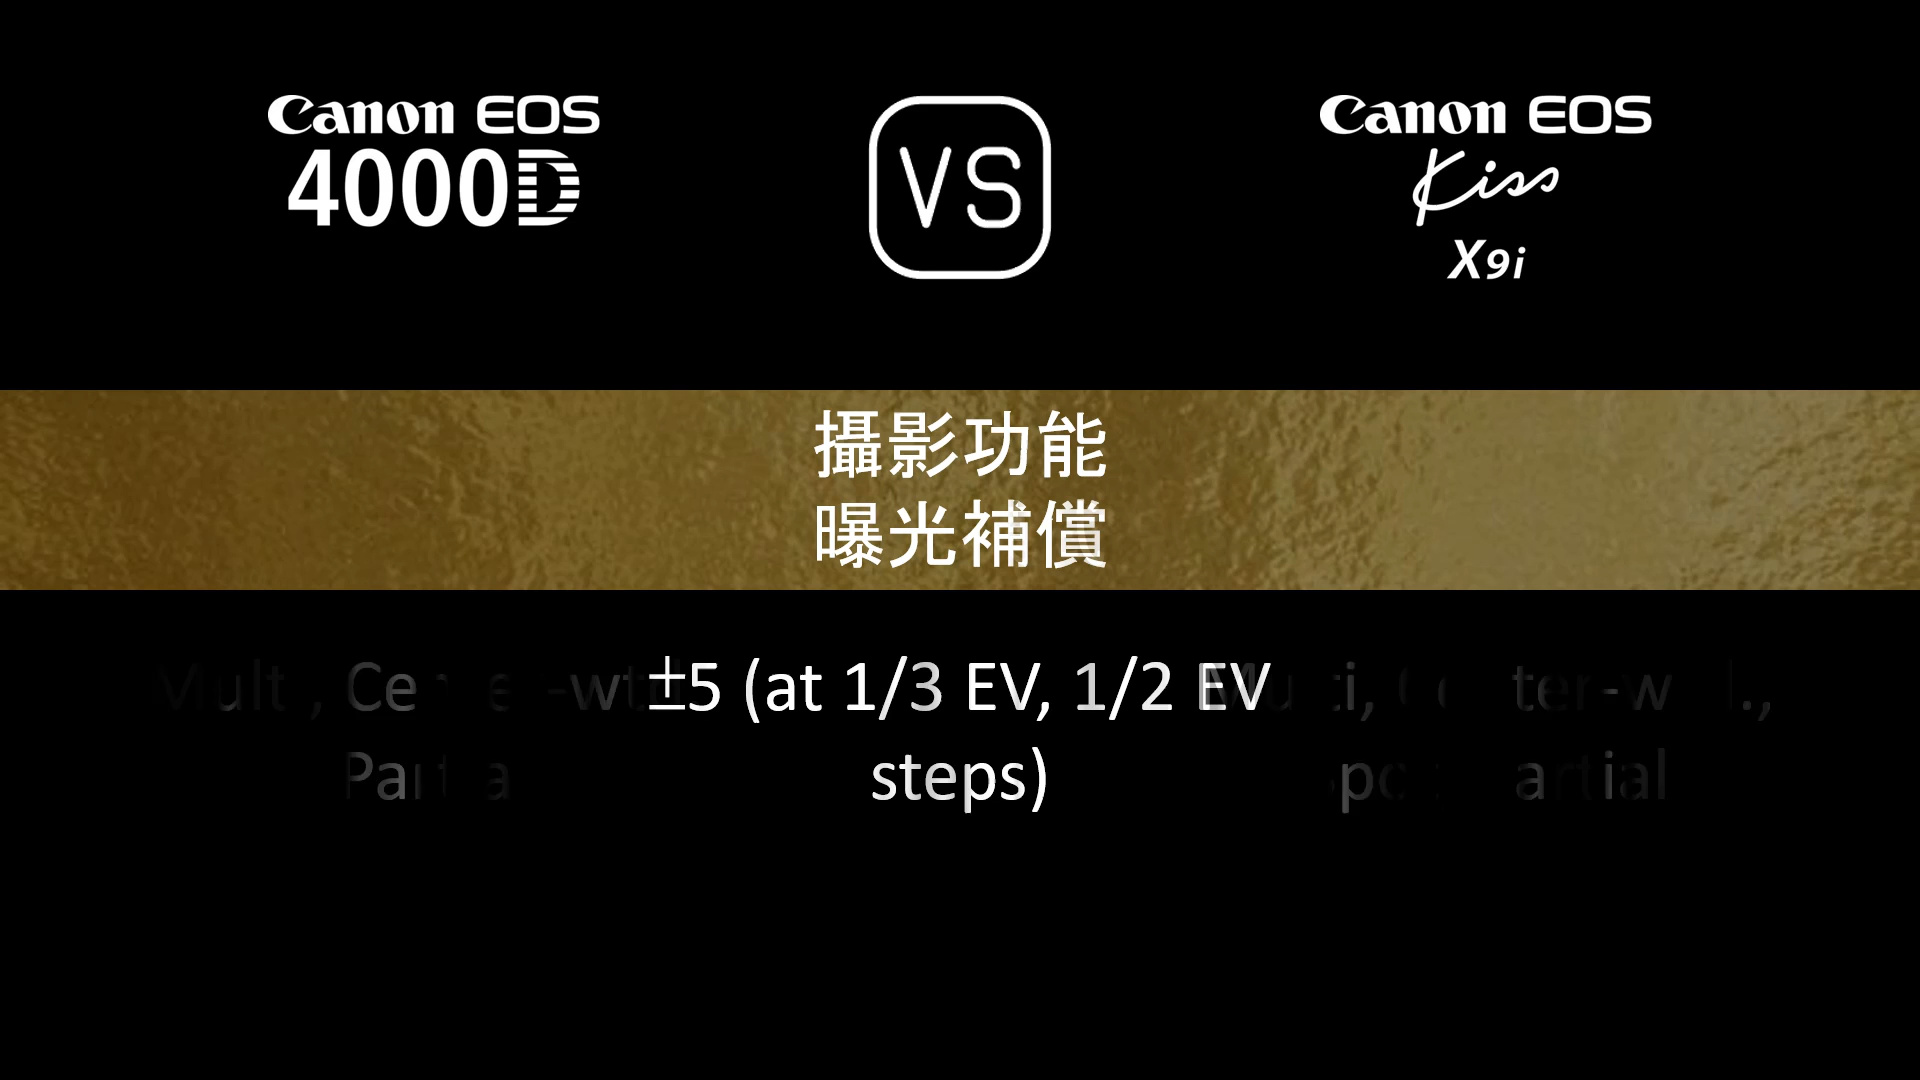 Canon EOS
4000D
VS
Canon EOS
Kiss
X9i
攝影功能
曝光補償
±5 (at 1/3 EV, 1/2 EV
steps)